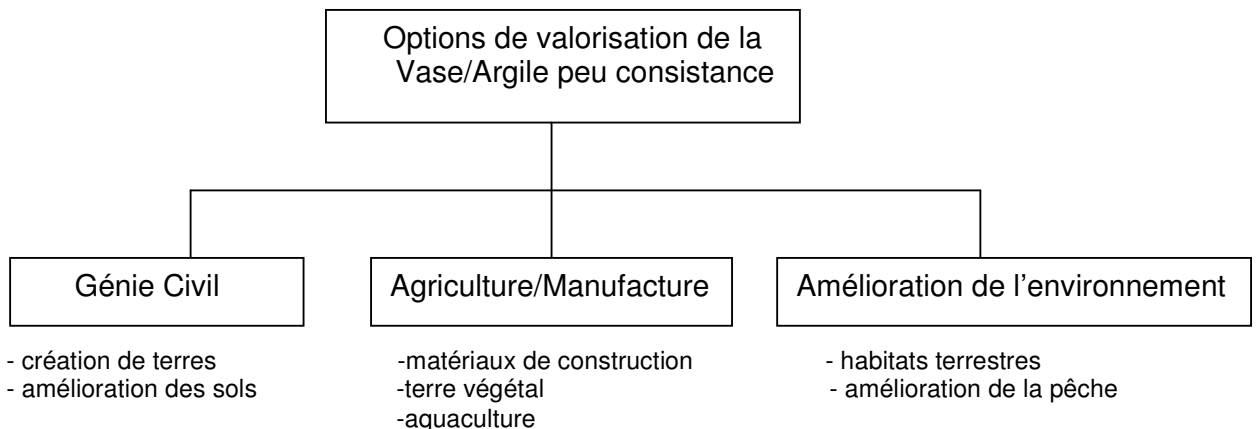 Options de valorisation de la
Vase/Argile peu consistance
Génie Civil
- création de terres
- amélioration des sols
Agriculture/Manufacture
-matériaux de construction
-terre végétal
-aquaculture
Amélioration de l'environnement
- habitats terrestres
- amélioration de la pêche